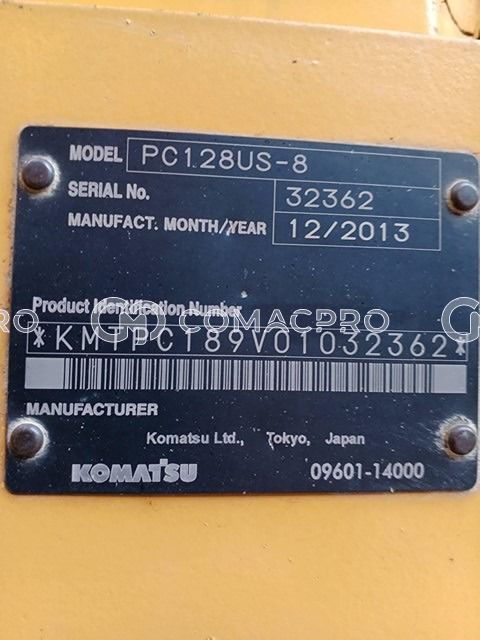 MODEL PC128US-8
SERIAL No. 32362
MANUFACT. MONTH/YEAR 12/2013
Product Identification Number
COMACPRO
*KMTPC189V01032362*
MANUFACTURER
Komatsu Ltd., Tokyo, Japan
KOMATSU 09601-14000